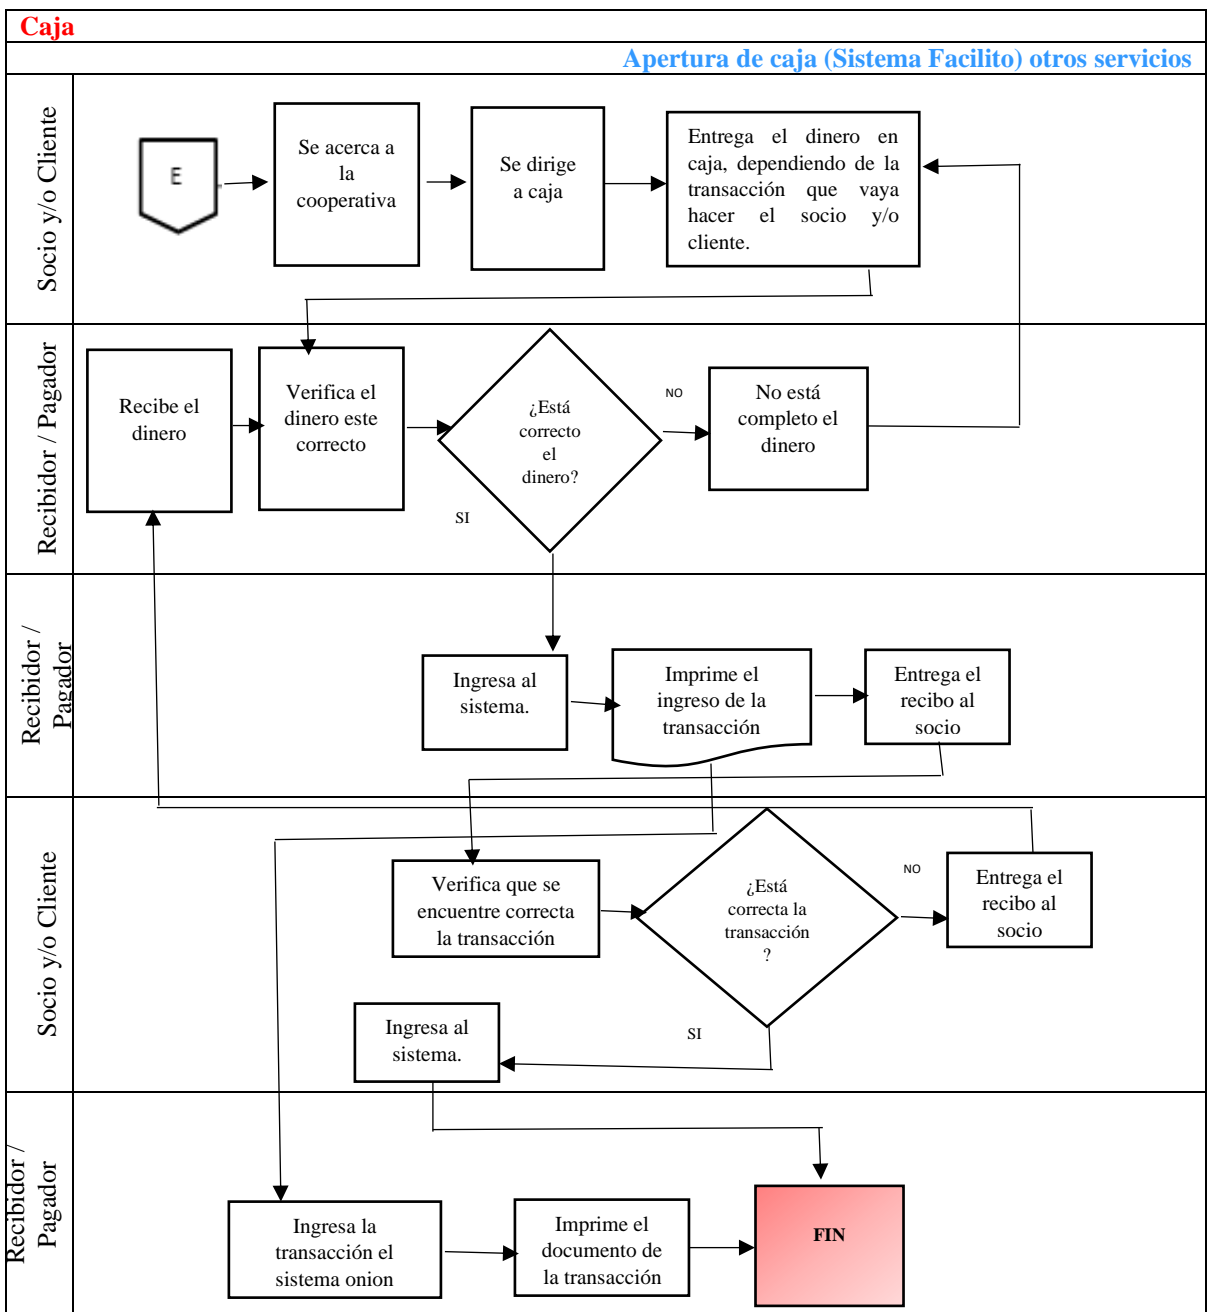 Caja
Apertura de caja (Sistema Facilito) otros servicios
Socio y/o Cliente
E
Se acerca a
la
cooperativa
Se dirige
a caja
Entrega el dinero en
caja, dependiendo de la
transacción que vaya
hacer el socio y/o
cliente.
Recibidor / Pagador
Recibe el
dinero
Verifica el
dinero este
correcto
¿Está
correcto
el
dinero?
NO
No está
completo el
dinero
SI
Recibidor /
Pagador
Ingresa al
sistema.
Imprime el
ingreso de la
transacción
Entrega el
recibo al
socio
Socio y/o Cliente
Verifica que se
encuentre correcta
la transacción
¿Está
correcta la
transacción
?
NO
Entrega el
recibo al
socio
Ingresa al
sistema.
SI
Recibidor /
Pagador
Ingresa la
transacción el
sistema onion
Imprime el
documento de
la transacción
FIN